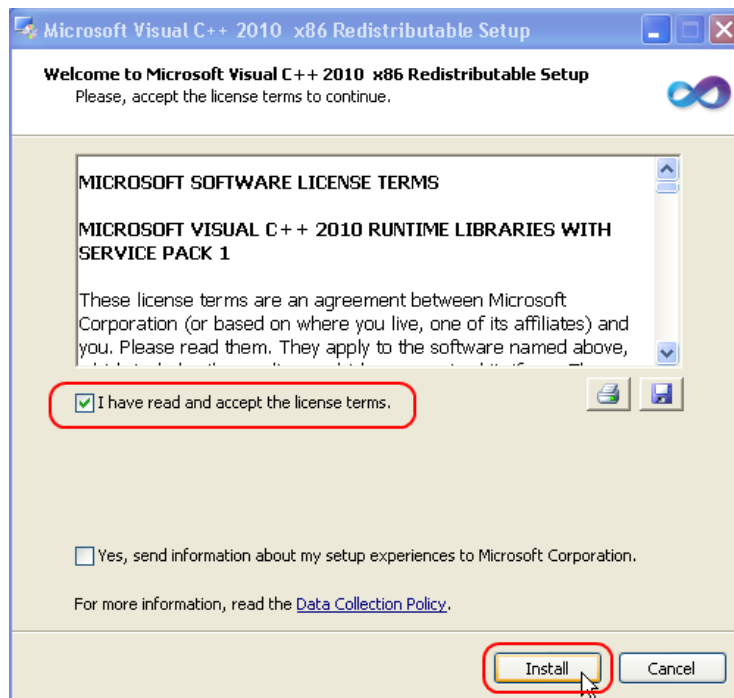 Microsoft Visual C++ 2010 x86 Redistributable Setup
Welcome to Microsoft Visual C++ 2010 x86 Redistributable Setup
Please, accept the license terms to continue.
MICROSOFT SOFTWARE LICENSE TERMS
MICROSOFT VISUAL C++ 2010 RUNTIME LIBRARIES WITH
SERVICE PACK 1
These license terms are an agreement between Microsoft
Corporation (or based on where you live, one of its affiliates) and
you. Please read them. They apply to the software named above,
I have read and accept the license terms.
Yes, send information about my setup experiences to Microsoft Corporation.
For more information, read the Data Collection Policy.
Install
Cancel